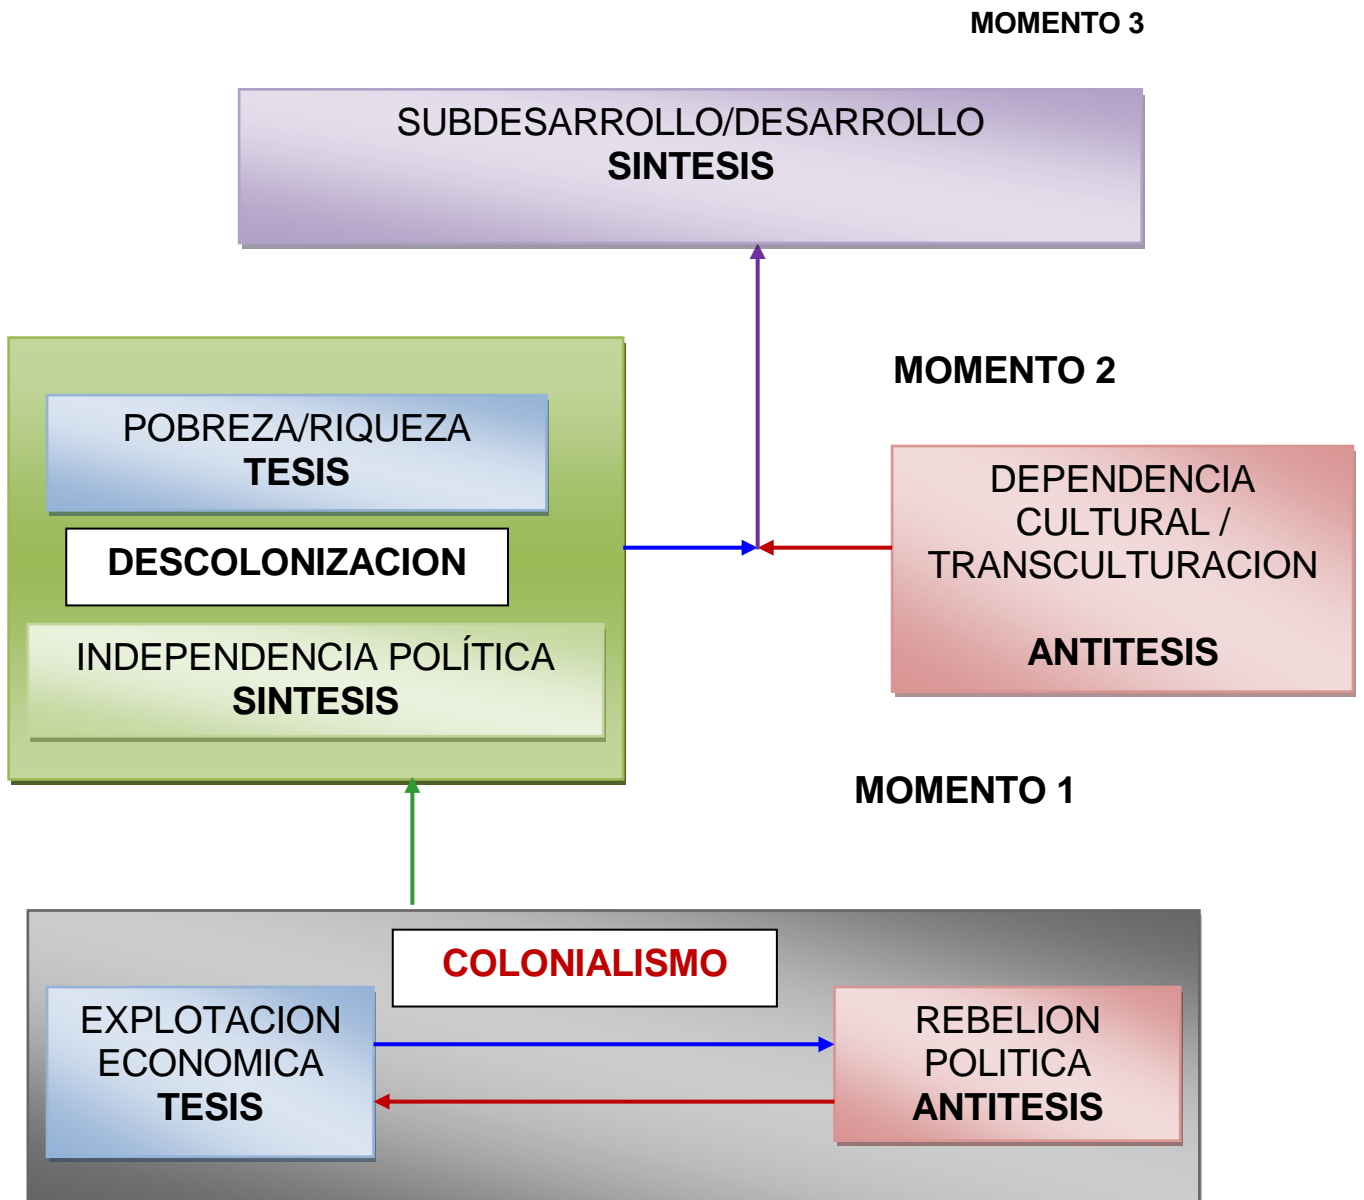 MOMENTO 3
SUBDESARROLLO/DESARROLLO
SINTESIS
MOMENTO 2
POBREZA/RIQUEZA
TESIS
DESCOLONIZACION
INDEPENDENCIA POLÍTICA
SINTESIS
DEPENDENCIA
CULTURAL /
TRANSCULTURACION
ANTITESIS
MOMENTO 1
COLONIALISMO
EXPLOTACION
ECONOMICA
TESIS
REBELION
POLITICA
ANTITESIS